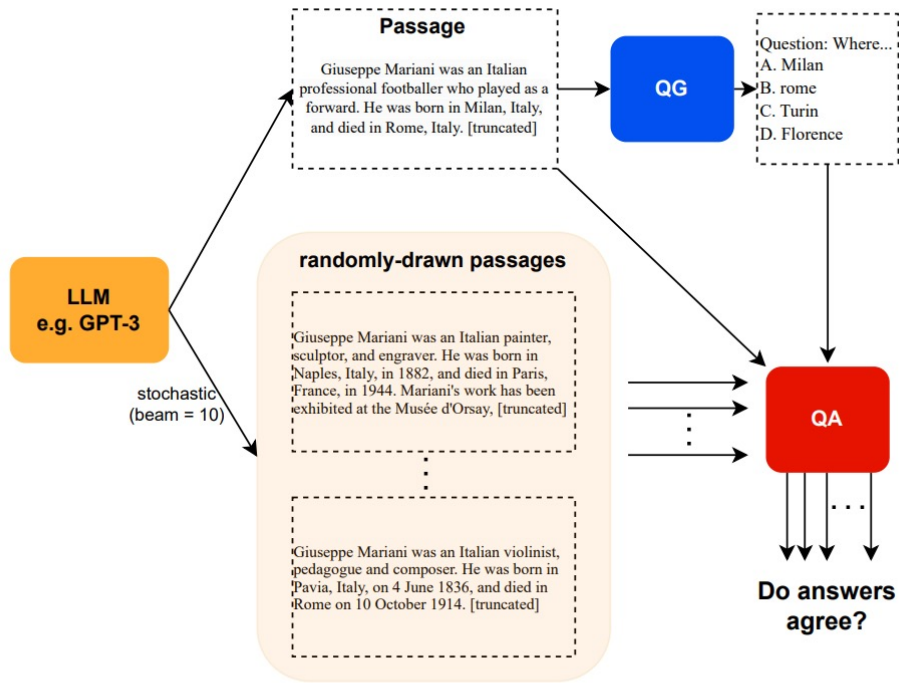 Passage
Giuseppe Mariani was an Italian
professional footballer who played as a
forward. He was born in Milan, Italy,
and died in Rome, Italy. [truncated]
QG
Question: Where...
A. Milan
B. rome
C. Turin
D. Florence
LLM
e.g. GPT-3
stochastic
(beam = 10)
randomly-drawn passages
Giuseppe Mariani was an Italian painter,
sculptor, and engraver. He was born in
Naples, Italy, in 1882, and died in Paris,
France, in 1944. Mariani's work has been
exhibited at the Musée d'Orsay, [truncated]
Giuseppe Mariani was an Italian violinist,
pedagogue and composer. He was born in
Pavia, Italy, on 4 June 1836, and died in
Rome on 10 October 1914. [truncated]
QA
Do answers
agree?